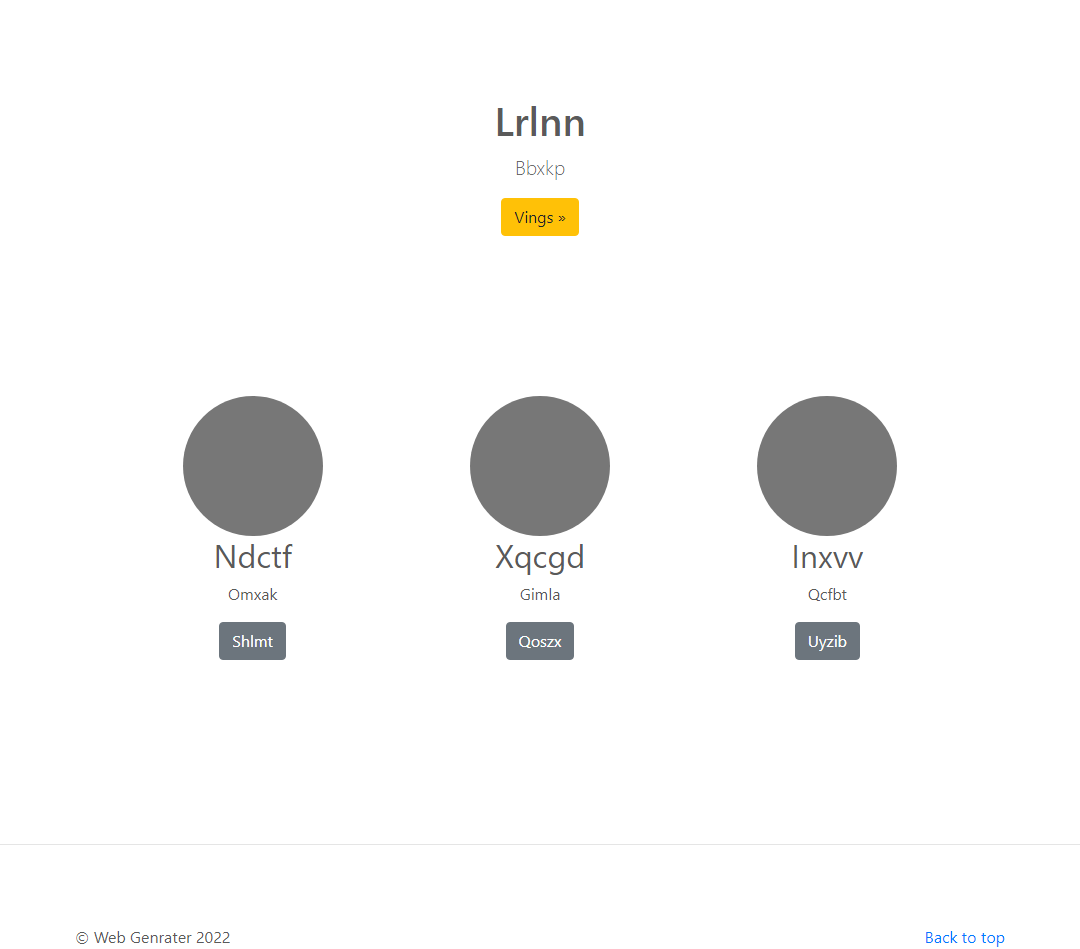 Lrlnn
Bbxkp
Vings »
Ndctf
Xqcgd
Inxvv
Omxak
Gimla
Qcfbt
Shlmt
Qoszx
Uyzib
© Web Genrater 2022
Back to top